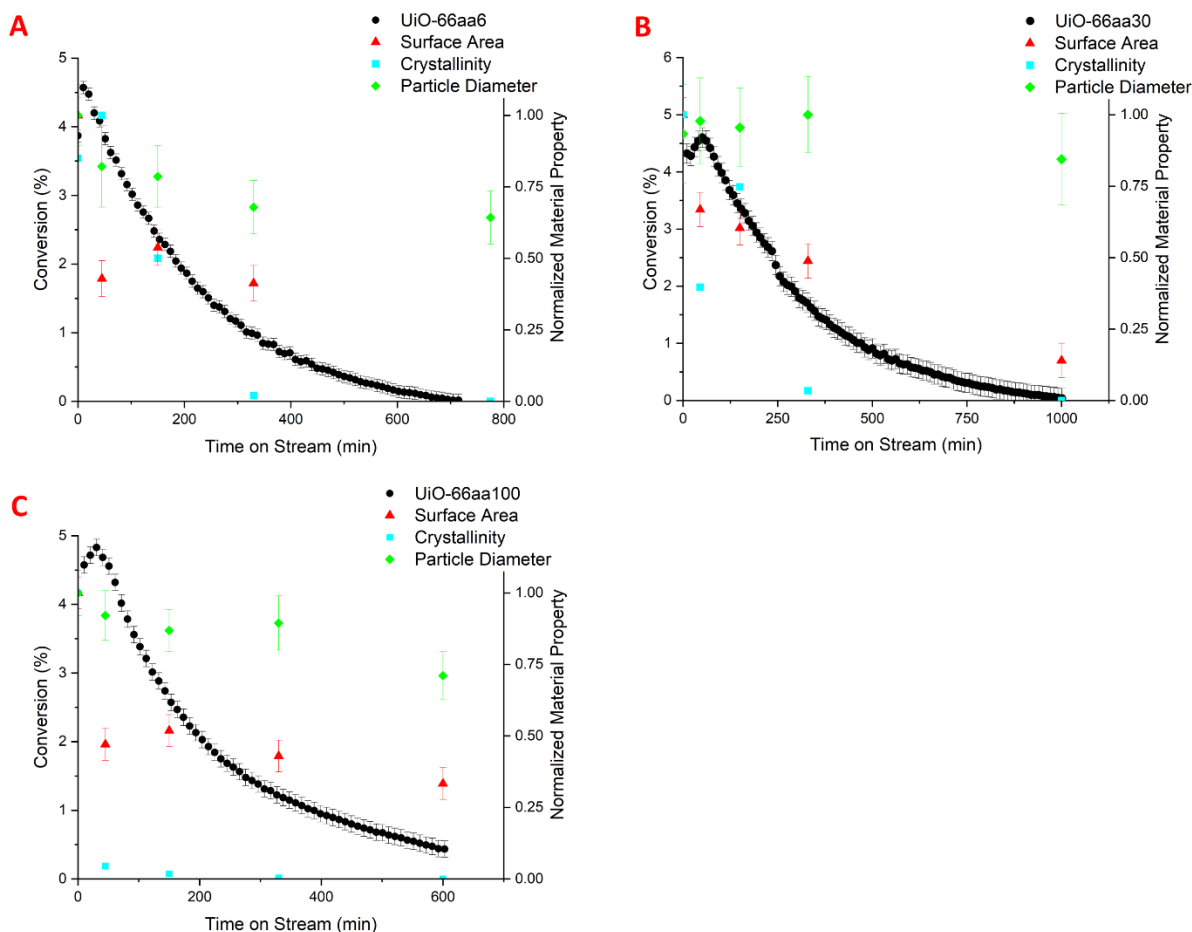 A
UiO-66aa6
Surface Area
Crystallinity
Particle Diameter
5
4
3
2
1
0
1.00
0.75
0.50
0.25
0.00
0
200
400
600
800
Conversion (%)
Normalized Material Property
Time on Stream (min)
B
UiO-66aa30
Surface Area
Crystallinity
Particle Diameter
6
5
4
3
2
1
0
1.00
0.75
0.50
0.25
0.00
0
250
500
750
1000
Conversion (%)
Normalized Material Property
Time on Stream (min)
C
UiO-66aa100
Surface Area
Crystallinity
Particle Diameter
5
4
3
2
1
0
1.00
0.75
0.50
0.25
0.00
0
200
400
600
Conversion (%)
Normalized Material Property
Time on Stream (min)